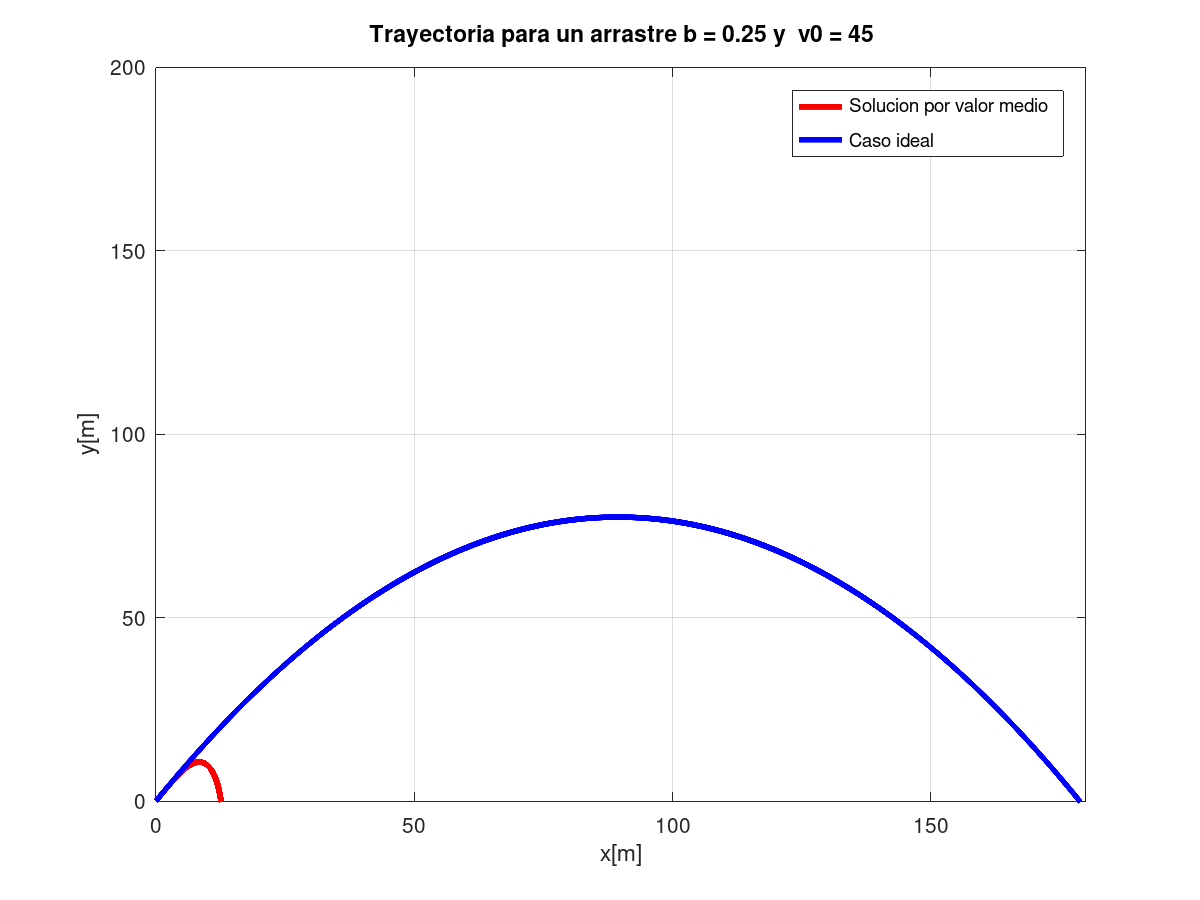 Trayectoria para un arrastre b = 0.25 y  v0 = 45
200
150
100
50
0
y[m]
Solucion por valor medio
Caso ideal
0 50 100 150
x[m]